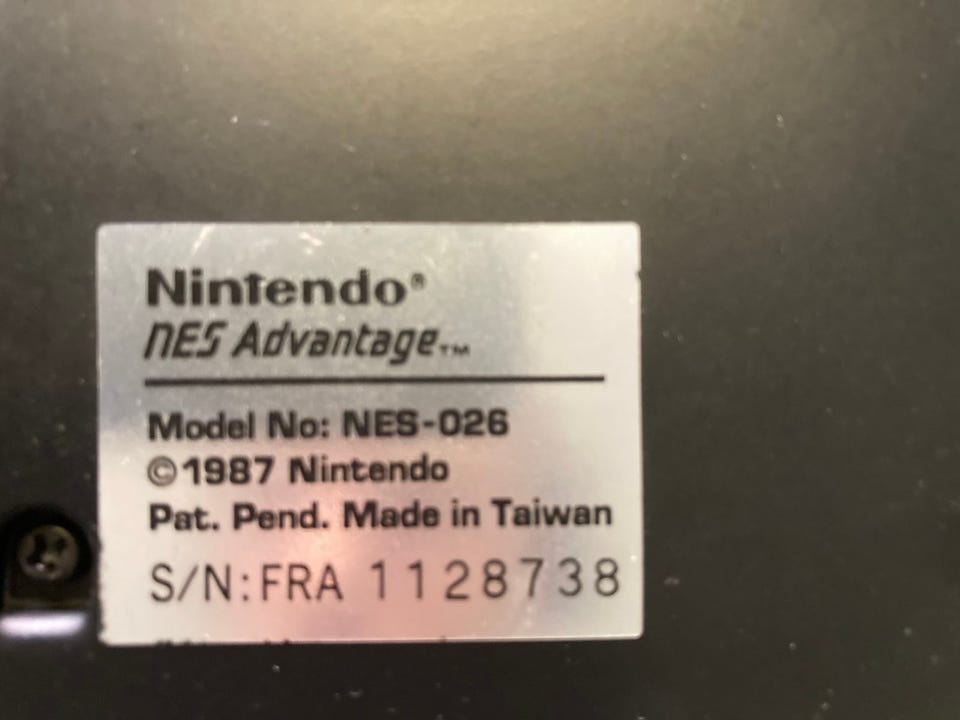 Nintendo®
NES Advantage™
Model No: NES-026
©1987 Nintendo
Pat. Pend. Made in Taiwan
S/N:FRA 1128738